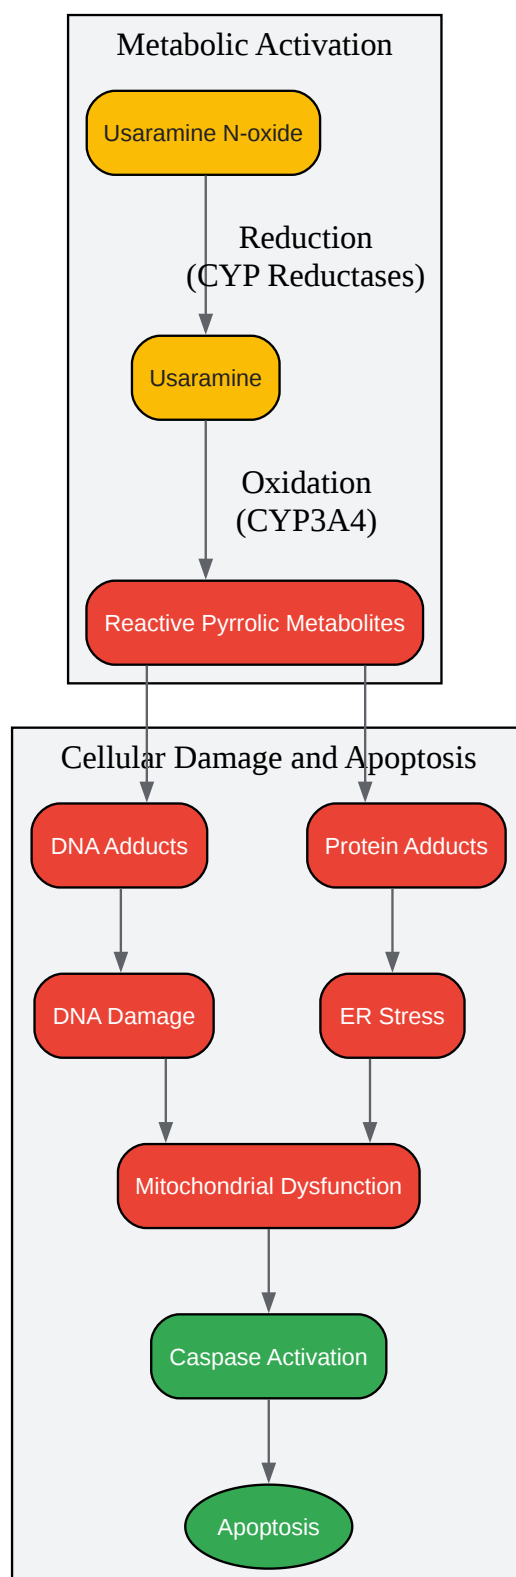 Metabolic Activation
Usaramine N-oxide
Reduction
(CYP Reductases)
Usaramine
Oxidation
(CYP3A4)
Reactive Pyrrolic Metabolites
Cellular Damage and Apoptosis
DNA Adducts
Protein Adducts
DNA Damage
ER Stress
Mitochondrial Dysfunction
Caspase Activation
Apoptosis